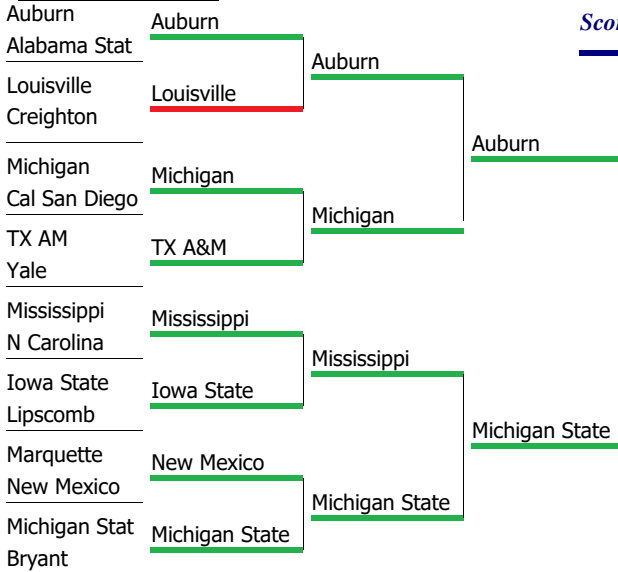 Auburn
Alabama Stat
Louisville
Creighton
Michigan
Cal San Diego
TX AM
Yale
Mississippi
N Carolina
Iowa State
Lipscomb
Marquette
New Mexico
Michigan Stat
Bryant
Auburn
Louisville
Michigan
TX A&M
Mississippi
Iowa State
New Mexico
Michigan State
Auburn
Michigan
Mississippi
Michigan State
Auburn
Michigan State